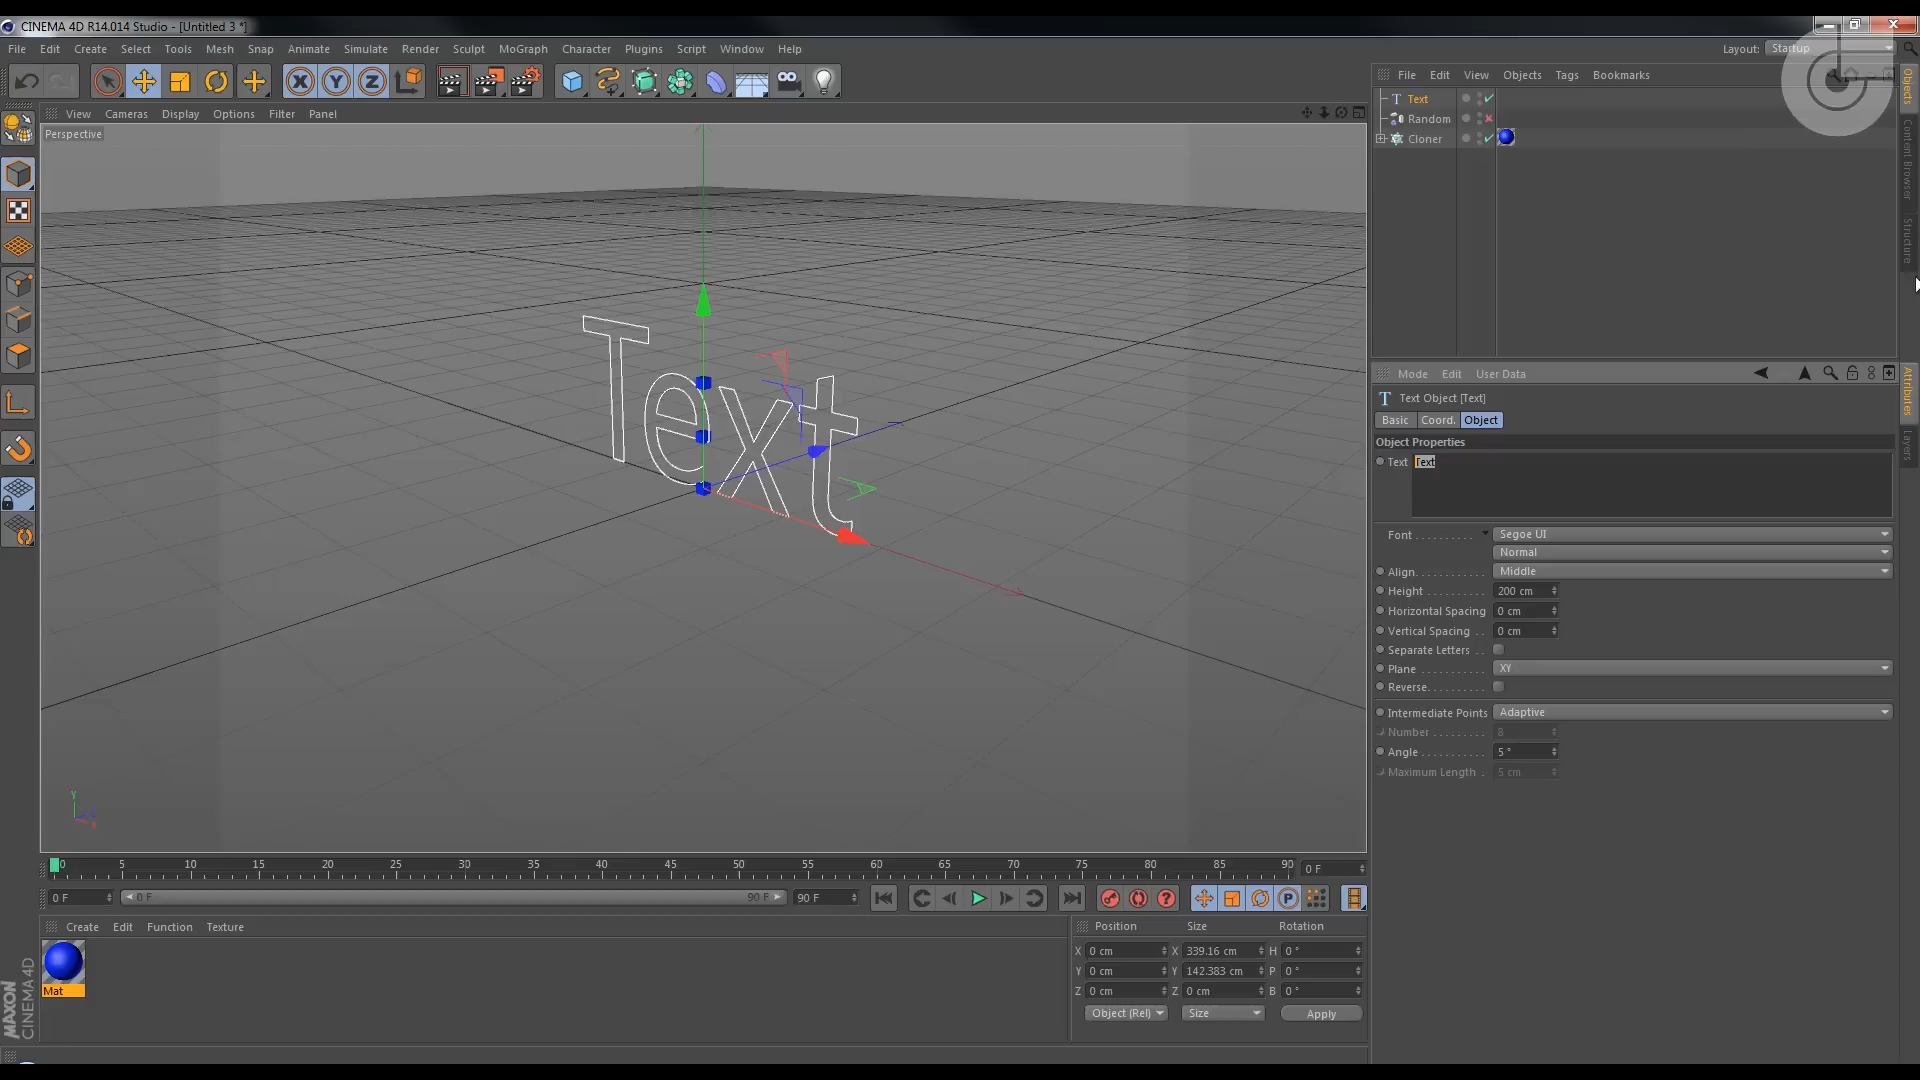 CINEMA 4D R14.014 Studio - [Untitled 3 *]
File Edit Create Select Tools Mesh Snap Animate Simulate Render Sculpt MoGraph Character Plugins Script Window Help
Layout: Startup
File Edit View Objects Tags Bookmarks
View Cameras Display Options Filter Panel
Perspective
Text
Text
Random
Cloner
Objects
Content Browser
Structure
Mode Edit User Data
Text Object [Text]
Basic Coord. Object
Object Properties
Text Text
Font Segoe UI
Normal
Align Middle
Height 200 cm
Horizontal Spacing 0 cm
Vertical Spacing 0 cm
Separate Letters
Plane XY
Reverse
Intermediate Points Adaptive
Number 8
Angle 5 °
Maximum Length 5 cm
Attributes
Layers
Y
0 5 10 15 20 25 30 35 40 45 50 55 60 65 70 75 80 85 90 0 F
0 F 0 F 90 F 90 F
Create Edit Function Texture
Mat
MAXON
CINEMA 4D
Position Size Rotation
X 0 cm X 339.16 cm H 0 °
Y 0 cm Y 142.383 cm P 0 °
Z 0 cm Z 0 cm B 0 °
Object (Rel) Size Apply